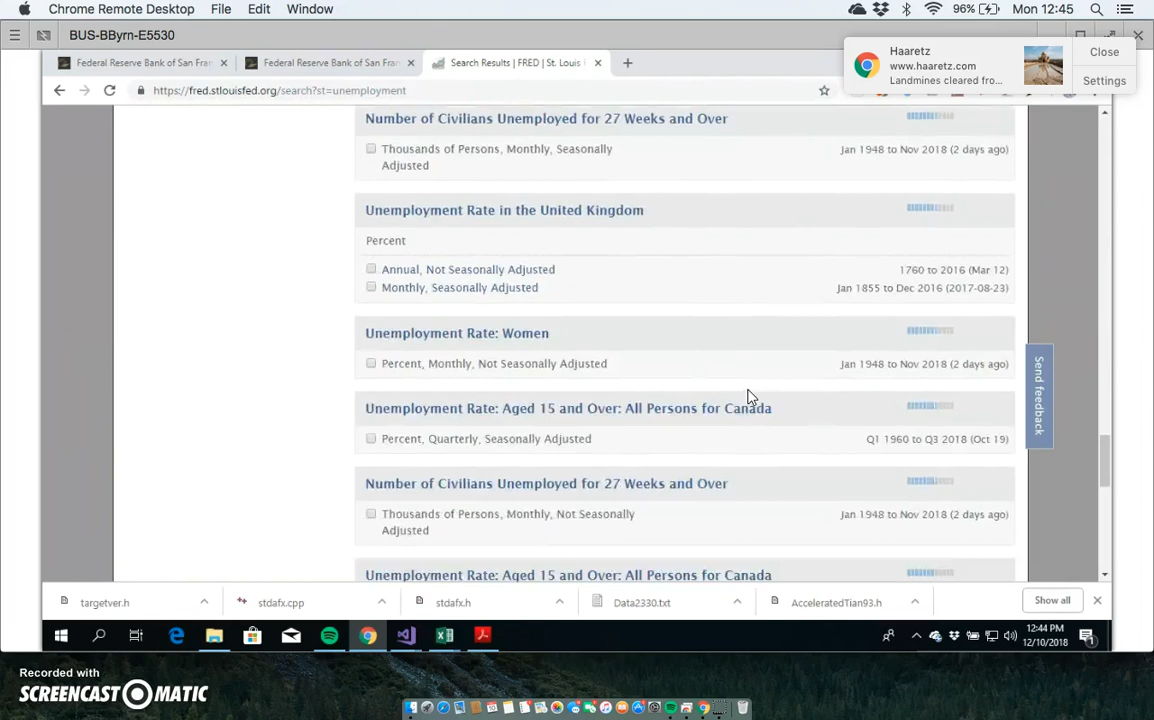 Chrome Remote Desktop File Edit Window 96% Mon 12:45
BUS-BByrn-E5530
Haaretz
www.haaretz.com
Landmines cleared fro...
Close
Settings
Federal Reserve Bank of San Fra Federal Reserve Bank of San Fra Search Results | FRED | St. Louis
https://fred.stlouisfed.org/search?st=unemployment
Number of Civilians Unemployed for 27 Weeks and Over
Thousands of Persons, Monthly, Seasonally Jan 1948 to Nov 2018 (2 days ago)
Adjusted
Unemployment Rate in the United Kingdom
Percent
Annual, Not Seasonally Adjusted 1760 to 2016 (Mar 12)
Monthly, Seasonally Adjusted Jan 1855 to Dec 2016 (2017-08-23)
Unemployment Rate: Women
Percent, Monthly, Not Seasonally Adjusted Jan 1948 to Nov 2018 (2 days ago)
Unemployment Rate: Aged 15 and Over: All Persons for Canada
Percent, Quarterly, Seasonally Adjusted Q1 1960 to Q3 2018 (Oct 19)
Number of Civilians Unemployed for 27 Weeks and Over
Thousands of Persons, Monthly, Not Seasonally Jan 1948 to Nov 2018 (2 days ago)
Adjusted
Unemployment Rate: Aged 15 and Over: All Persons for Canada
Send feedback
targetver.h stdafx.cpp stdafx.h Data2330.txt AcceleratedTian93.h Show all
12:44 PM
12/10/2018
Recorded with
SCREENCAST-O-MATIC